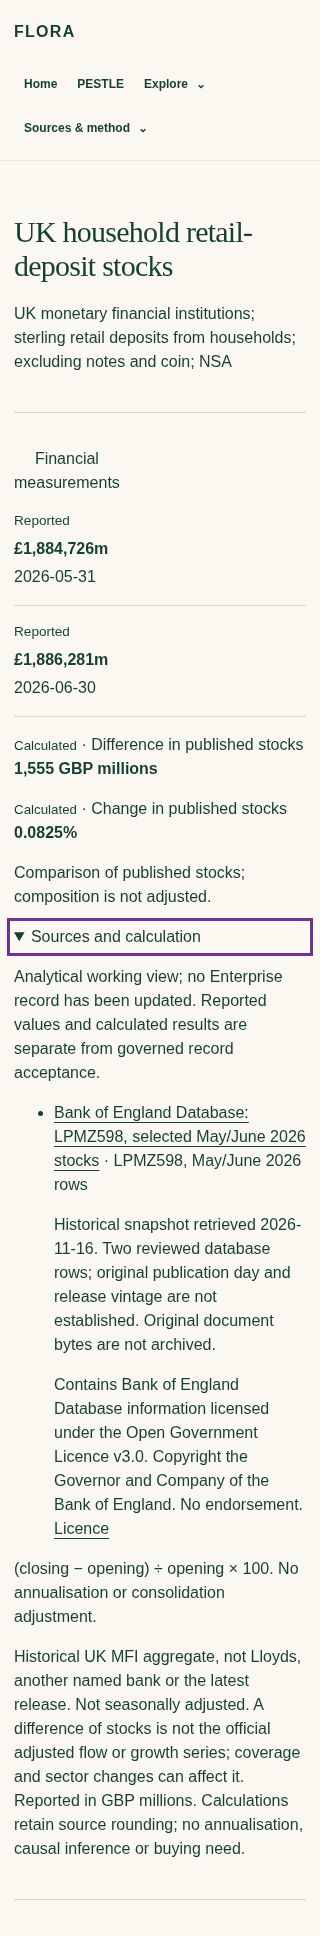 FLORA
Home PESTLE Explore ⌄
Sources & method ⌄
UK household retail-
deposit stocks
UK monetary financial institutions;
sterling retail deposits from households;
excluding notes and coin; NSA
Financial
measurements
Reported
£1,884,726m
2026-05-31
Reported
£1,886,281m
2026-06-30
Calculated · Difference in published stocks
1,555 GBP millions
Calculated · Change in published stocks
0.0825%
Comparison of published stocks;
composition is not adjusted.
▼ Sources and calculation
Analytical working view; no Enterprise
record has been updated. Reported
values and calculated results are
separate from governed record
acceptance.
• Bank of England Database:
LPMZ598, selected May/June 2026
stocks · LPMZ598, May/June 2026
rows
Historical snapshot retrieved 2026-
11-16. Two reviewed database
rows; original publication day and
release vintage are not
established. Original document
bytes are not archived.
Contains Bank of England
Database information licensed
under the Open Government
Licence v3.0. Copyright the
Governor and Company of the
Bank of England. No endorsement.
Licence
(closing − opening) ÷ opening × 100. No
annualisation or consolidation
adjustment.
Historical UK MFI aggregate, not Lloyds,
another named bank or the latest
release. Not seasonally adjusted. A
difference of stocks is not the official
adjusted flow or growth series; coverage
and sector changes can affect it.
Reported in GBP millions. Calculations
retain source rounding; no annualisation,
causal inference or buying need.